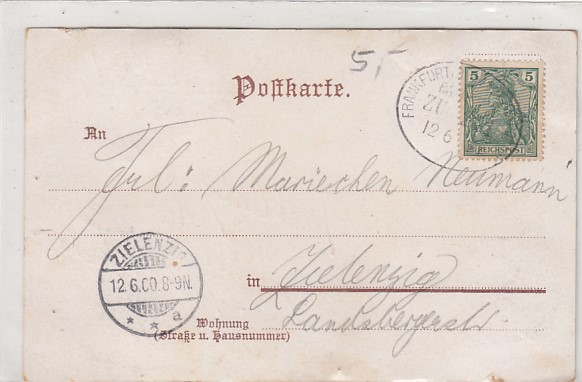 5,-
Postkarte.
FRANKFURT
ZU
12 6
5 5
REICHSPOST
An
Frl: Mariechen Neumann
ZIELENZIG
12.6.00.8-9N.
* * a
in Zielenzig
Wohnung
(Straße u. Hausnummer)
Landsbergerstr.